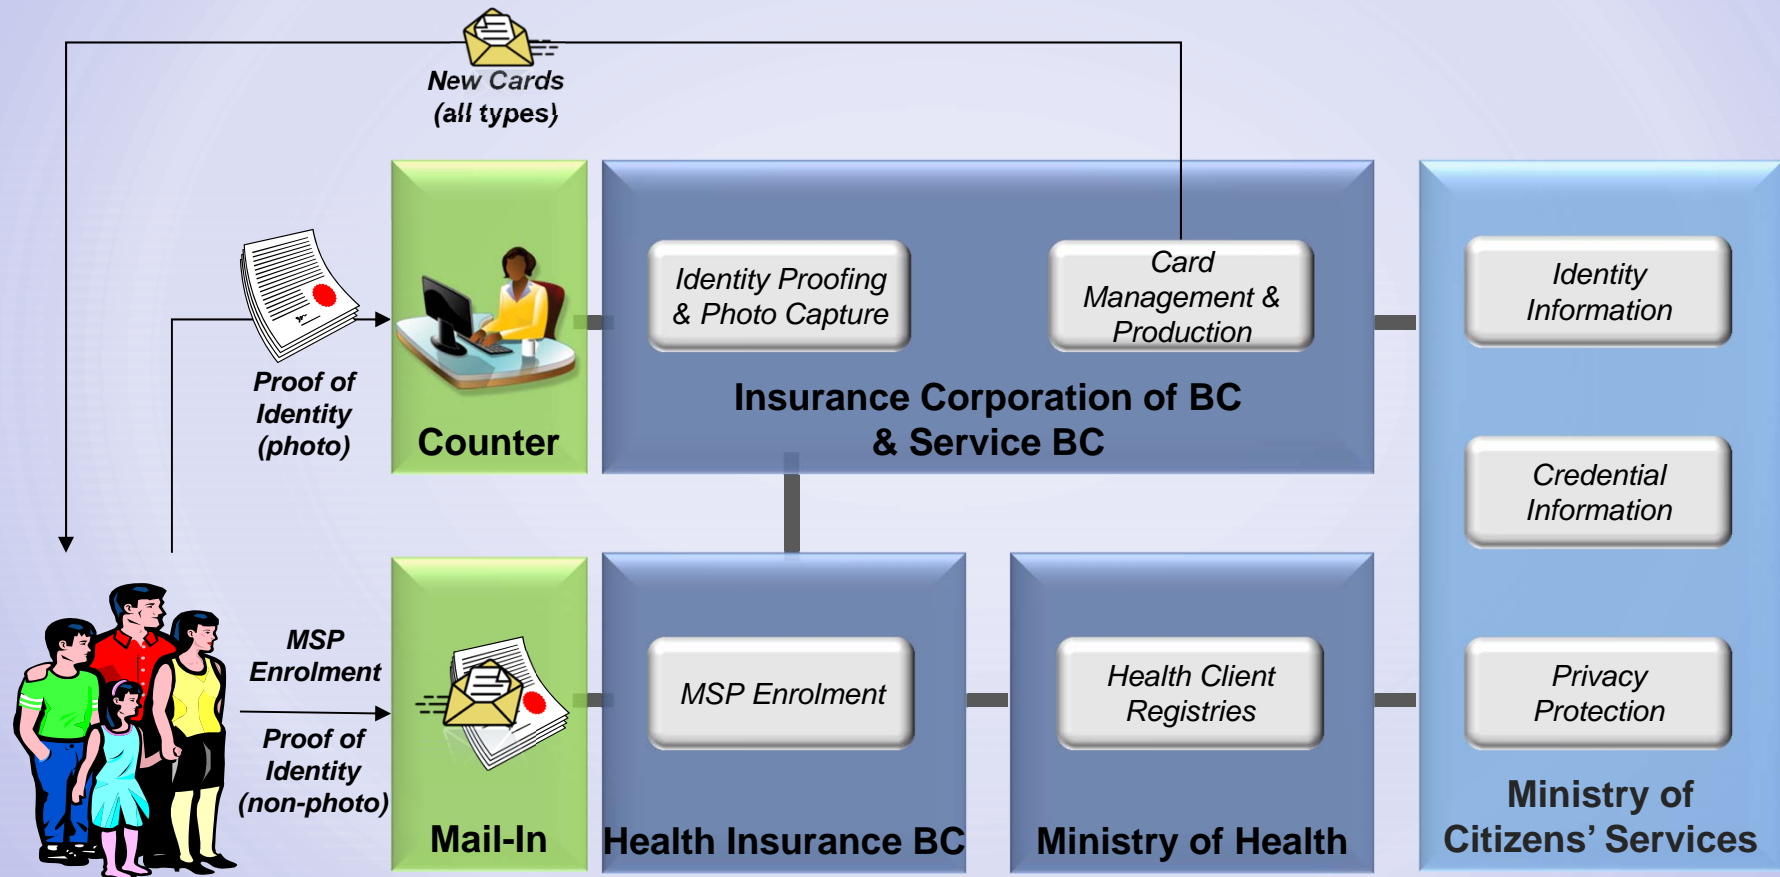 New Cards
(all types)
Proof of
Identity
(photo)
Counter
Identity Proofing
& Photo Capture
Card
Management &
Production
Insurance Corporation of BC
& Service BC
Identity
Information
Credential
Information
Privacy
Protection
Ministry of
Citizens’ Services
MSP
Enrolment
Proof of
Identity
(non-photo)
Mail-In
MSP Enrolment
Health Insurance BC
Health Client
Registries
Ministry of Health